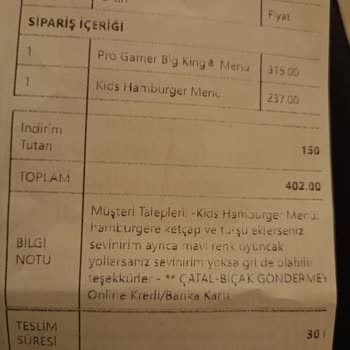 Fiyat
SİPARİŞ İÇERİĞİ
1 Pro Gamer Big King® Menü 315.00
1 Kids Hamburger Menü 237.00
İndirim Tutarı 150
TOPLAM 402.00
BİLGİ NOTU
Müşteri Talepleri: -Kids Hamburger Menü:
hamburgere ketçap ve turşu eklerseniz
sevinirim ayrıca mavi renk oyuncak
yollarsanız sevinirim yoksa gri de olabilir
teşekkürler - ** ÇATAL-BIÇAK GÖNDERMEY
Online Kredi/Banka Kartı
TESLİM SÜRESİ 30